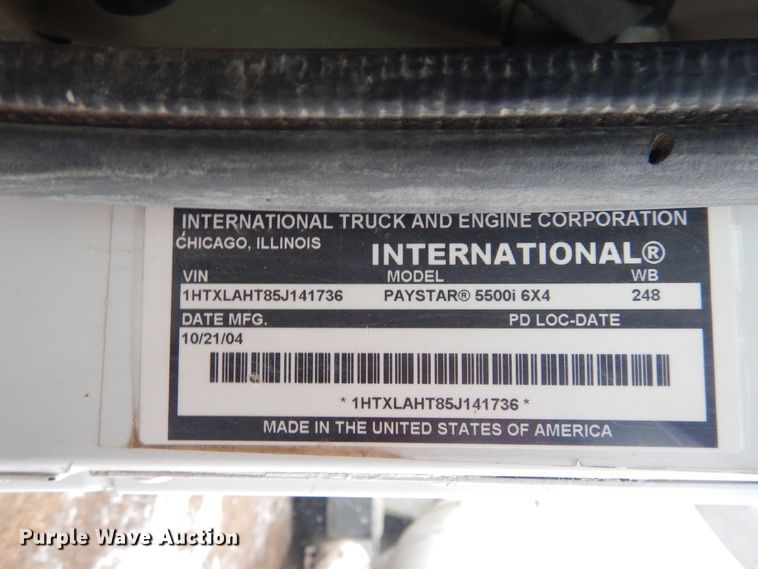 INTERNATIONAL TRUCK AND ENGINE CORPORATION
CHICAGO, ILLINOIS
INTERNATIONAL®
VIN MODEL WB
1HTXLAHT85J141736 PAYSTAR® 5500i 6X4 248
DATE MFG. PD LOC-DATE
10/21/04
* 1HTXLAHT85J141736 *
MADE IN THE UNITED STATES OF AMERICA
Purple Wave Auction